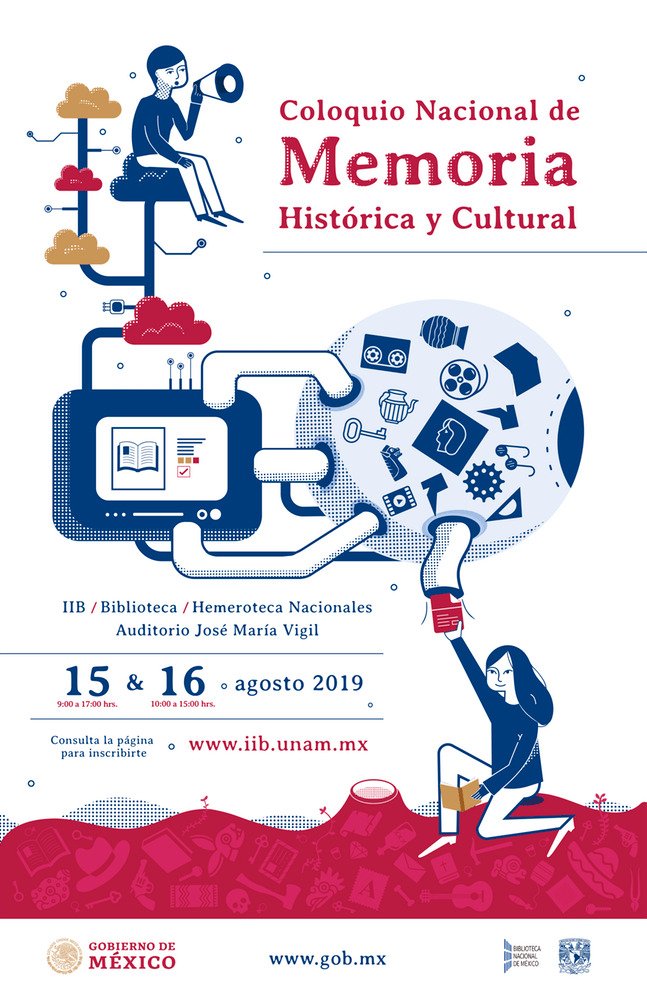 Coloquio Nacional de
Memoria
Histórica y Cultural
IIB / Biblioteca / Hemeroteca Nacionales
Auditorio José María Vigil
15 & 16 agosto 2019
9:00 a 17:00 hrs. 10:00 a 15:00 hrs.
Consulta la página
para inscribirte
www.iib.unam.mx
GOBIERNO DE
MÉXICO
www.gob.mx
BIBLIOTECA
NACIONAL
DE MÉXICO